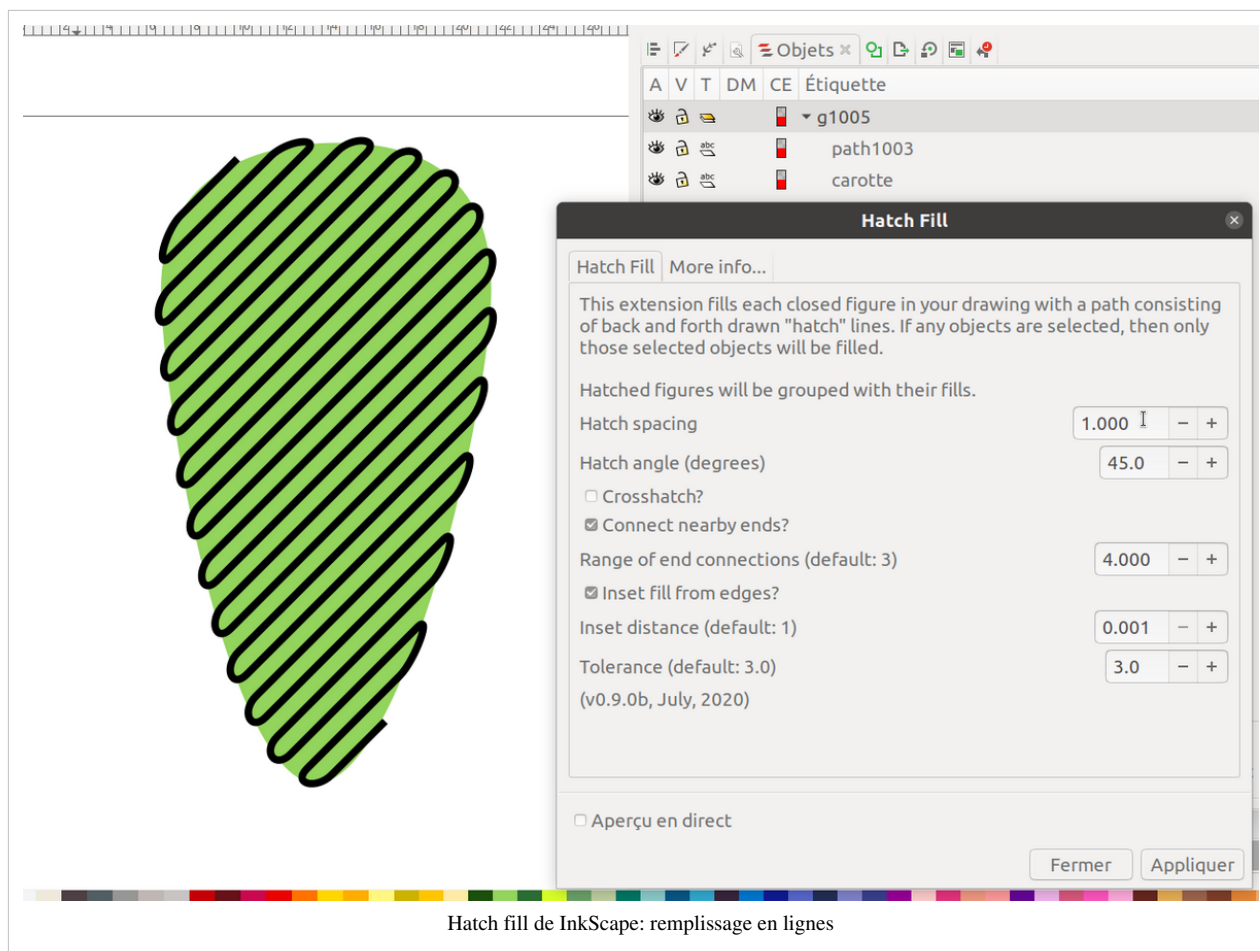 Objets
A V T DM CE Étiquette
g1005
path1003
carotte
Hatch Fill
Hatch Fill More info...
This extension fills each closed figure in your drawing with a path consisting
of back and forth drawn "hatch" lines. If any objects are selected, then only
those selected objects will be filled.
Hatched figures will be grouped with their fills.
Hatch spacing 1.000 − +
Hatch angle (degrees) 45.0 − +
Crosshatch?
Connect nearby ends?
Range of end connections (default: 3) 4.000 − +
Inset fill from edges?
Inset distance (default: 1) 0.001 − +
Tolerance (default: 3.0) 3.0 − +
(v0.9.0b, July, 2020)
Aperçu en direct
Fermer Appliquer
Hatch fill de InkScape: remplissage en lignes